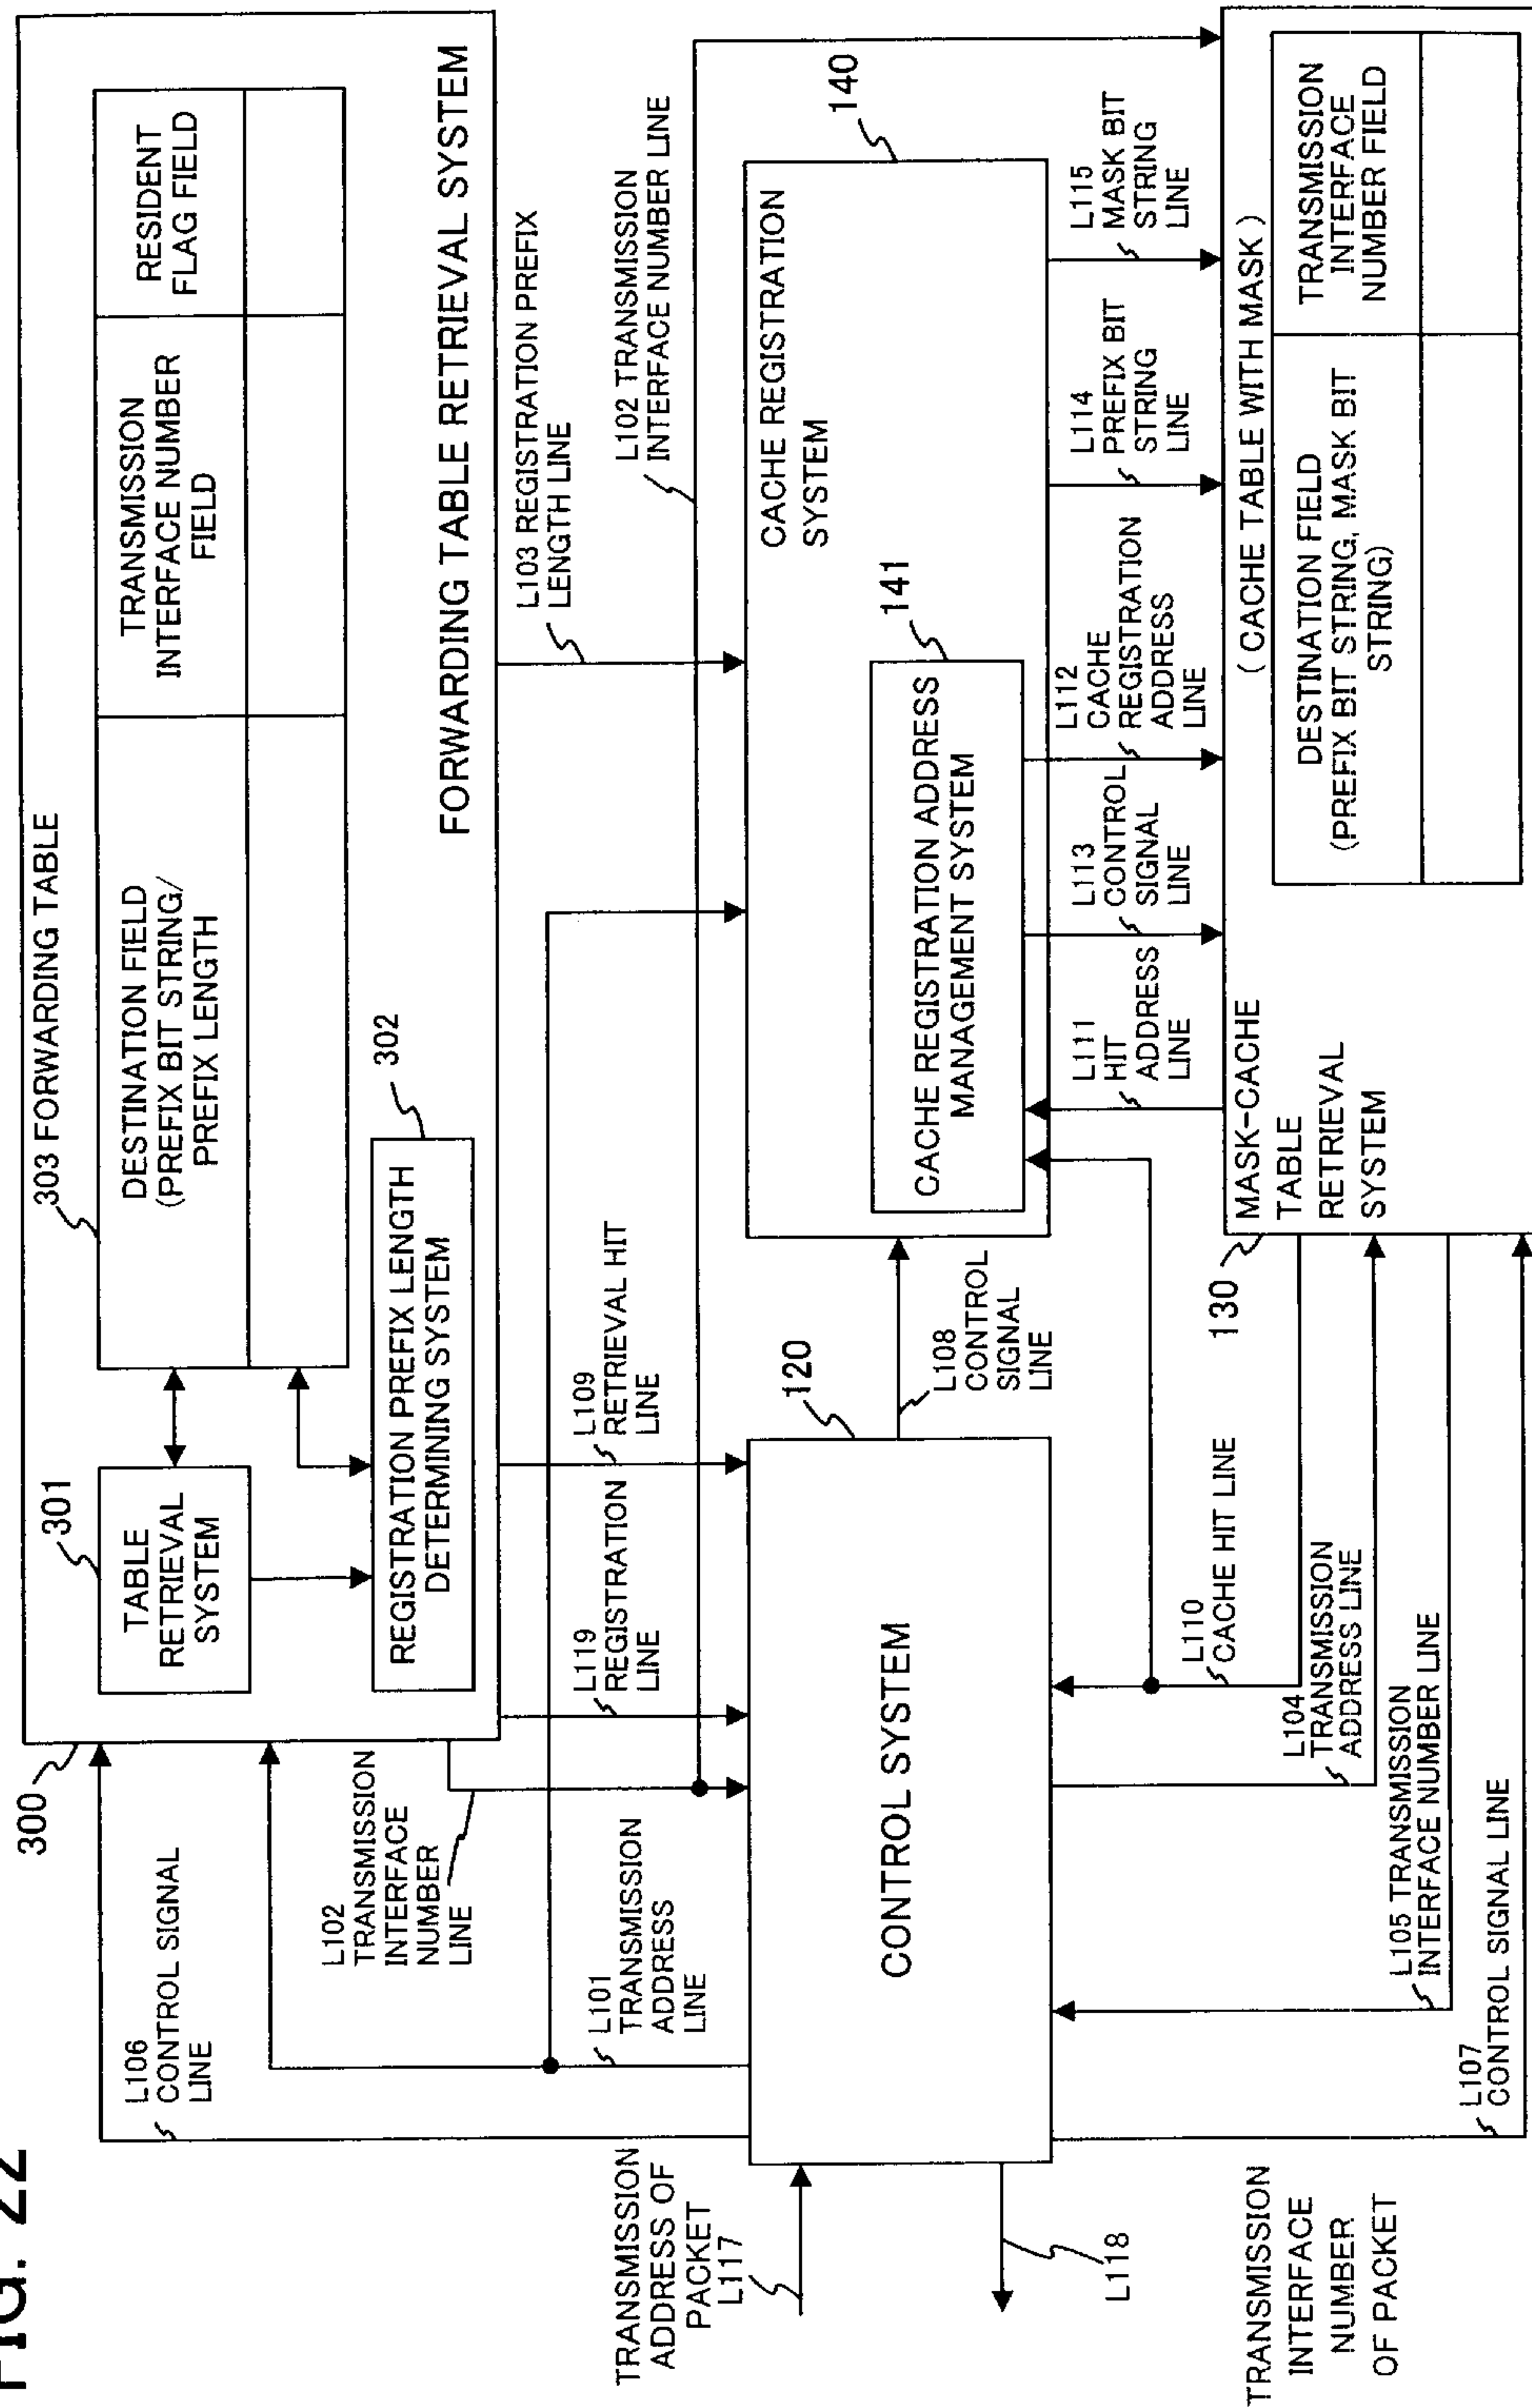 FIG. 22
300
303 FORWARDING TABLE
DESTINATION FIELD
(PREFIX BIT STRING/
PREFIX LENGTH
TRANSMISSION
INTERFACE NUMBER
FIELD
RESIDENT
FLAG FIELD
301
TABLE
RETRIEVAL
SYSTEM
302
REGISTRATION PREFIX LENGTH
DETERMINING SYSTEM
FORWARDING TABLE RETRIEVAL SYSTEM
L106
CONTROL SIGNAL
LINE
L102
TRANSMISSION
INTERFACE
NUMBER
LINE
L101
TRANSMISSION
ADDRESS
LINE
L119
REGISTRATION
LINE
L109
RETRIEVAL HIT
LINE
L103 REGISTRATION PREFIX
LENGTH LINE
L102 TRANSMISSION
INTERFACE NUMBER LINE
TRANSMISSION
ADDRESS OF
PACKET
L117
L118
TRANSMISSION
INTERFACE
NUMBER
OF PACKET
120
CONTROL SYSTEM
L108
CONTROL
SIGNAL
LINE
140
CACHE REGISTRATION
SYSTEM
141
CACHE REGISTRATION ADDRESS
MANAGEMENT SYSTEM
L110
CACHE HIT LINE
L104
TRANSMISSION
ADDRESS LINE
L105 TRANSMISSION
INTERFACE NUMBER LINE
L107
CONTROL SIGNAL LINE
L111
HIT
ADDRESS
LINE
L113
CONTROL
SIGNAL
LINE
L112
CACHE
REGISTRATION
ADDRESS
LINE
L114
PREFIX BIT
STRING
LINE
L115
MASK BIT
STRING
LINE
130
MASK-CACHE
TABLE
RETRIEVAL
SYSTEM
( CACHE TABLE WITH MASK )
DESTINATION FIELD
(PREFIX BIT STRING, MASK BIT
STRING)
TRANSMISSION
INTERFACE
NUMBER FIELD